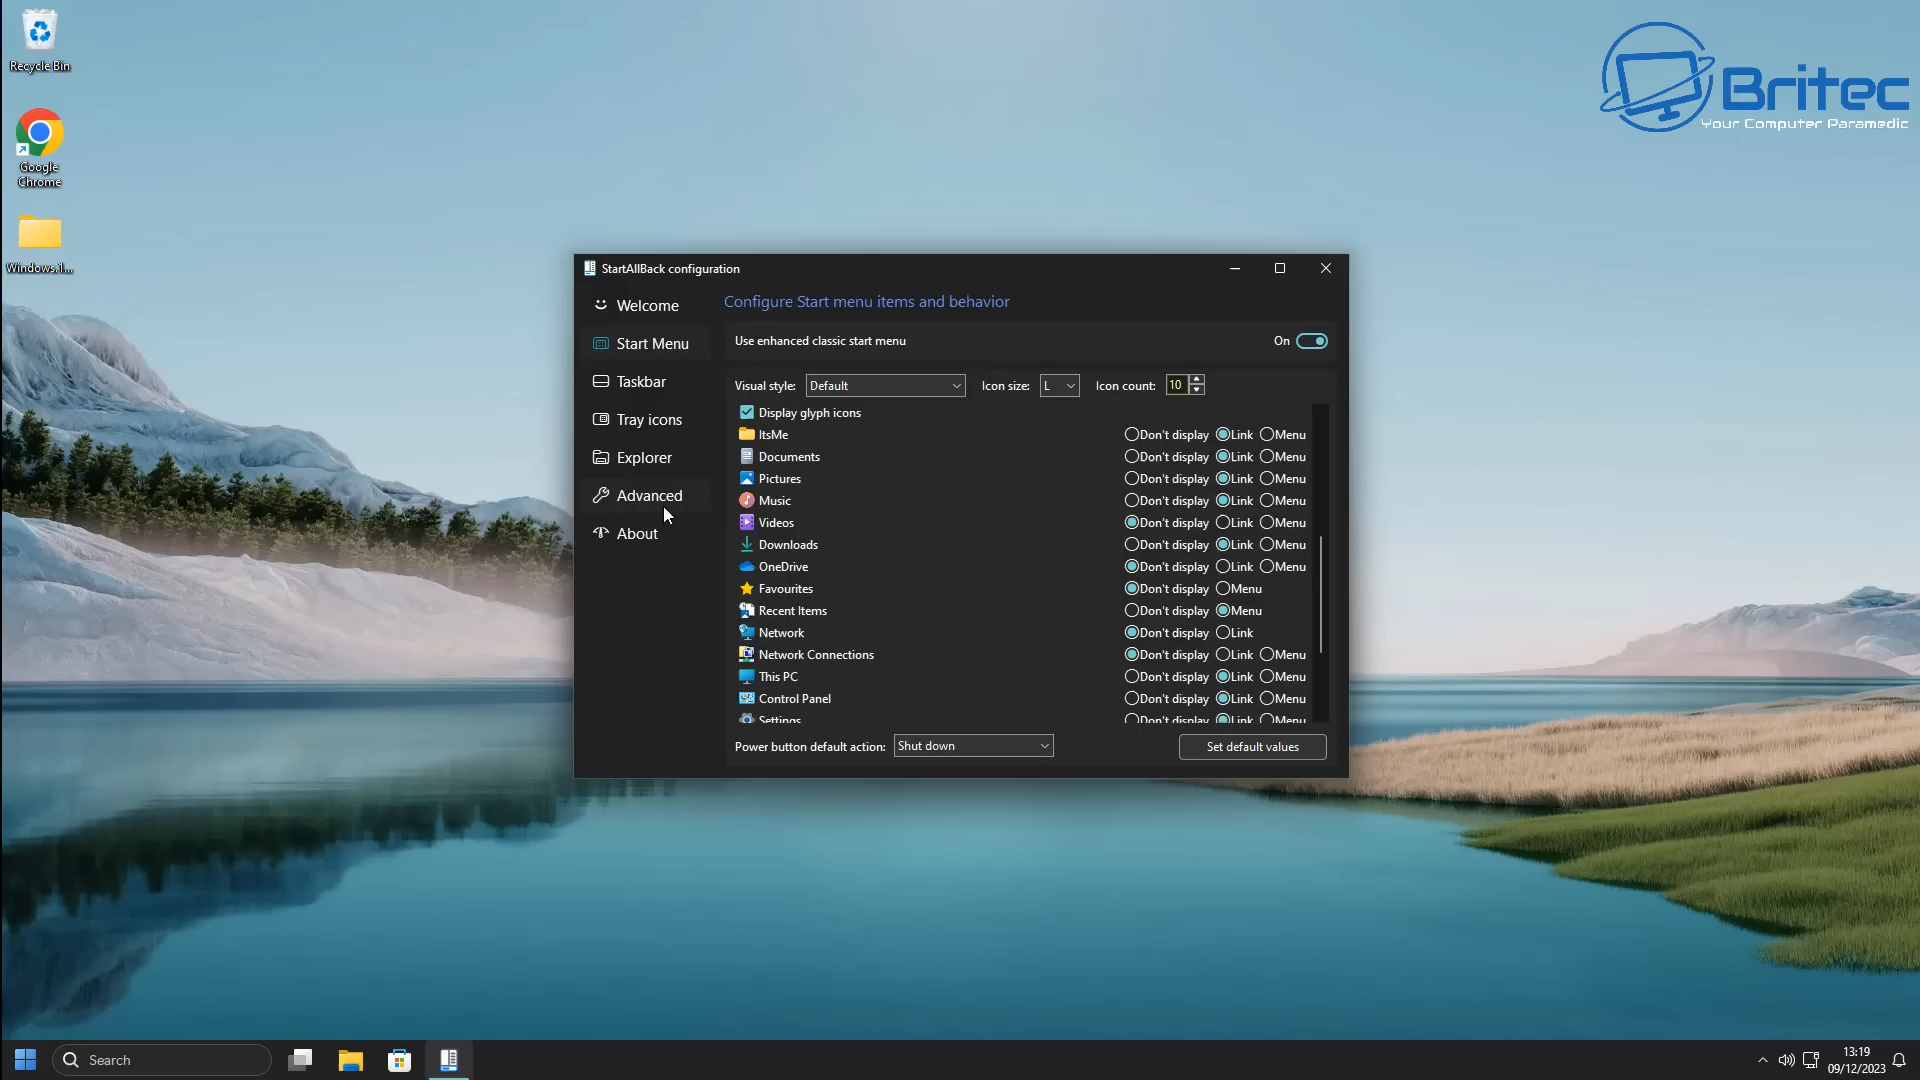 Recycle Bin
Google
Chrome
Windows.1...
Britec
Your Computer Paramedic
StartAllBack configuration
Welcome
Start Menu
Taskbar
Tray icons
Explorer
Advanced
About
Configure Start menu items and behavior
Use enhanced classic start menu On
Visual style: Default Icon size: L Icon count: 10
Display glyph icons
ItsMe Don't display Link Menu
Documents Don't display Link Menu
Pictures Don't display Link Menu
Music Don't display Link Menu
Videos Don't display Link Menu
Downloads Don't display Link Menu
OneDrive Don't display Link Menu
Favourites Don't display Menu
Recent Items Don't display Menu
Network Don't display Link
Network Connections Don't display Link Menu
This PC Don't display Link Menu
Control Panel Don't display Link Menu
Settings Don't display Link Menu
Power button default action: Shut down Set default values
Search
13:19
09/12/2023